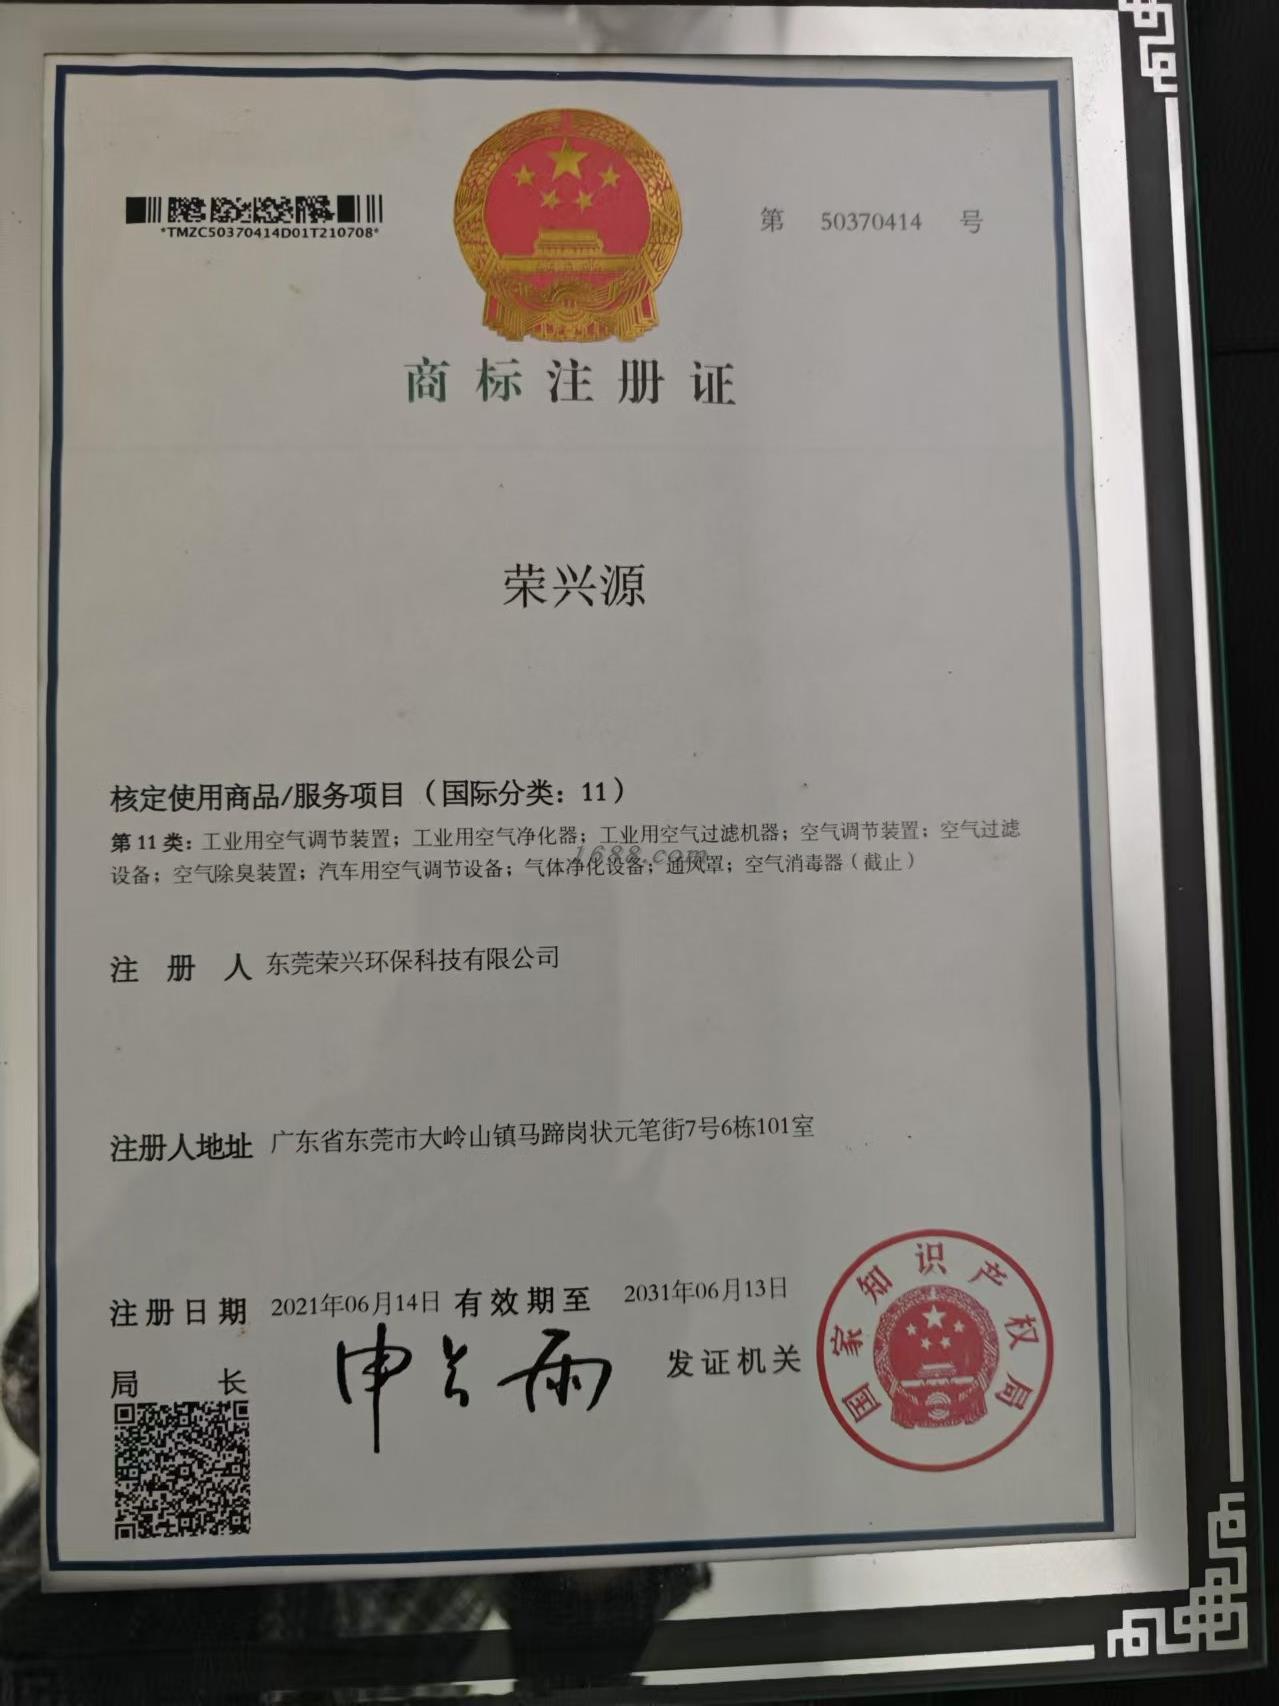 *TMZC50370414D01T210708*
第 50370414 号
商标注册证
荣兴源
核定使用商品/服务项目（国际分类：11）
第11类：工业用空气调节装置；工业用空气净化器；工业用空气过滤机器；空气调节装置；空气过滤
设备；空气除臭装置；汽车用空气调节设备；气体净化设备；通风罩；空气消毒器（截止）
1688.com
注册人 东莞荣兴环保科技有限公司
注册人地址 广东省东莞市大岭山镇马蹄岗状元笔街7号6栋101室
注册日期 2021年06月14日 有效期至 2031年06月13日
局长 申长雨
发证机关
国家知识产权局